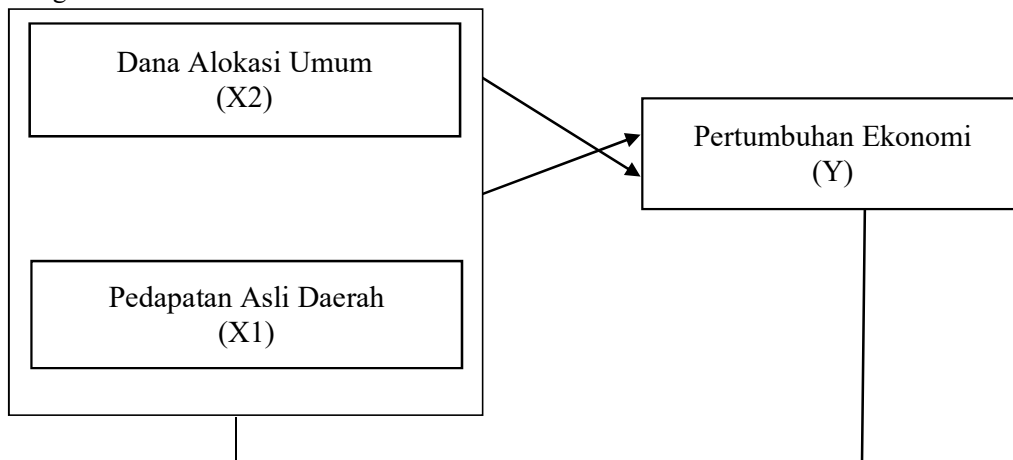 Dana Alokasi Umum
(X2)
Pertumbuhan Ekonomi
(Y)
Pedapatan Asli Daerah
(X1)